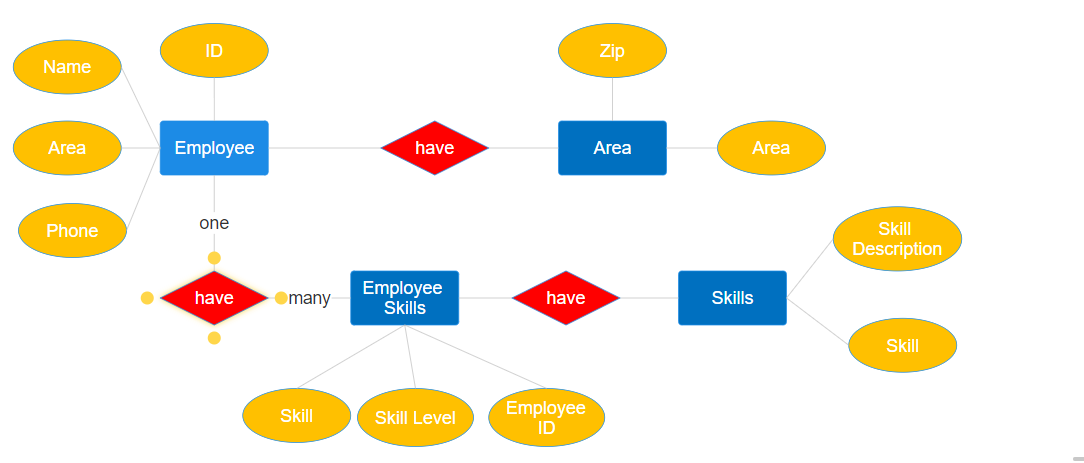 ID
Zip
Name
Employee
have
Area
Area
Area
Phone
one
Skill
Description
have
many
Employee
Skills
have
Skills
Skill
Skill
Skill Level
Employee
ID